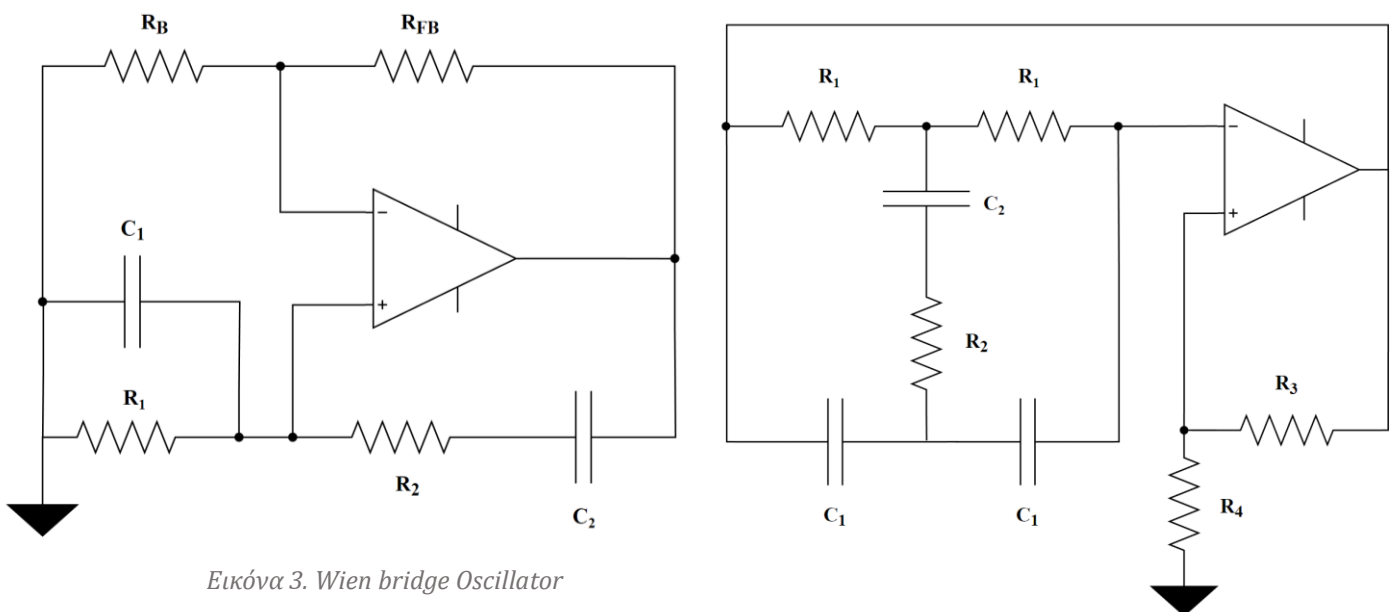 R_B
R_FB
C_1
R_1
R_2
C_2
−
+
Εικόνα 3. Wien bridge Oscillator
R_1
R_1
C_2
R_2
C_1
C_1
−
+
R_3
R_4